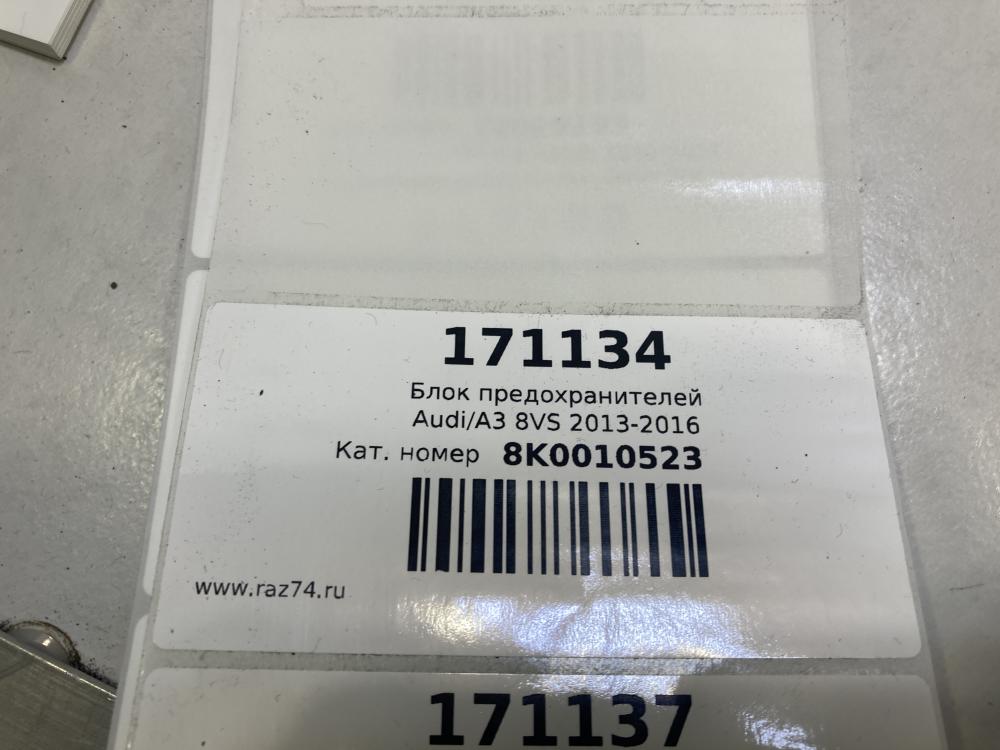 171134
Блок предохранителей
Audi/A3 8VS 2013-2016
Кат. номер 8K0010523
www.raz74.ru
171137